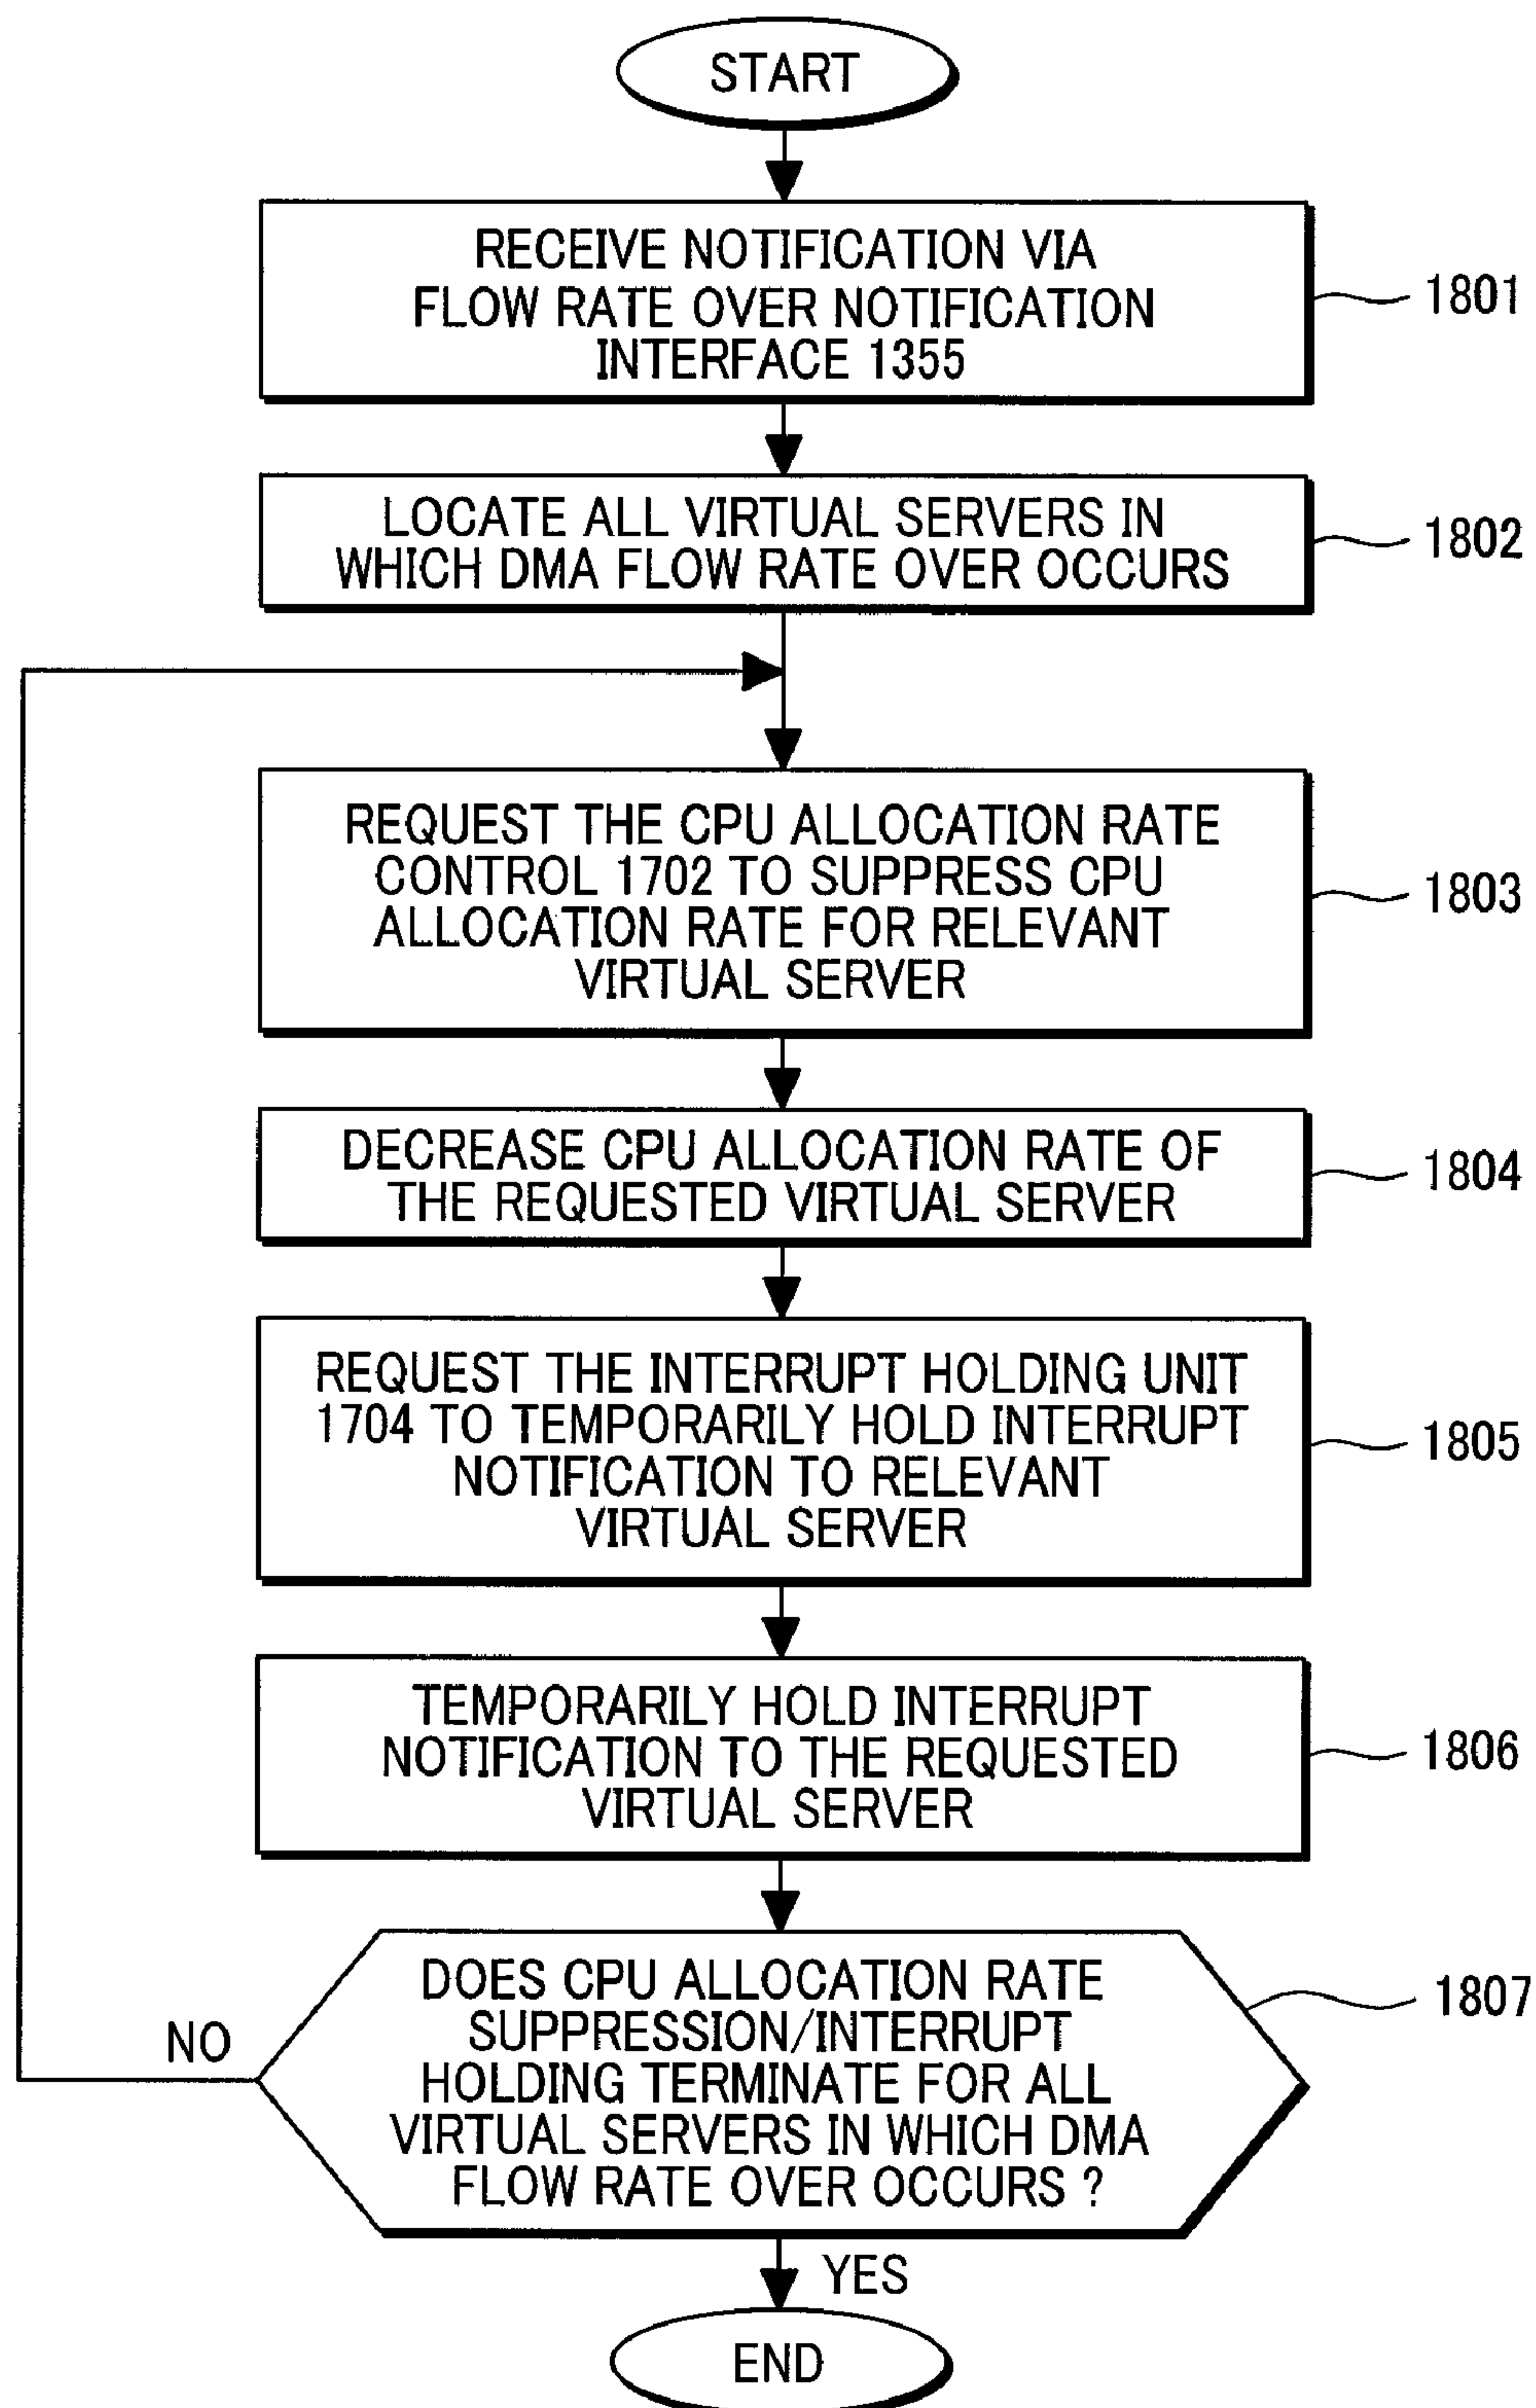 START
RECEIVE NOTIFICATION VIA
FLOW RATE OVER NOTIFICATION
INTERFACE 1355
1801
LOCATE ALL VIRTUAL SERVERS IN
WHICH DMA FLOW RATE OVER OCCURS
1802
REQUEST THE CPU ALLOCATION RATE
CONTROL 1702 TO SUPPRESS CPU
ALLOCATION RATE FOR RELEVANT
VIRTUAL SERVER
1803
DECREASE CPU ALLOCATION RATE OF
THE REQUESTED VIRTUAL SERVER
1804
REQUEST THE INTERRUPT HOLDING UNIT
1704 TO TEMPORARILY HOLD INTERRUPT
NOTIFICATION TO RELEVANT
VIRTUAL SERVER
1805
TEMPORARILY HOLD INTERRUPT
NOTIFICATION TO THE REQUESTED
VIRTUAL SERVER
1806
DOES CPU ALLOCATION RATE
SUPPRESSION/INTERRUPT
HOLDING TERMINATE FOR ALL
VIRTUAL SERVERS IN WHICH DMA
FLOW RATE OVER OCCURS ?
1807
NO
YES
END